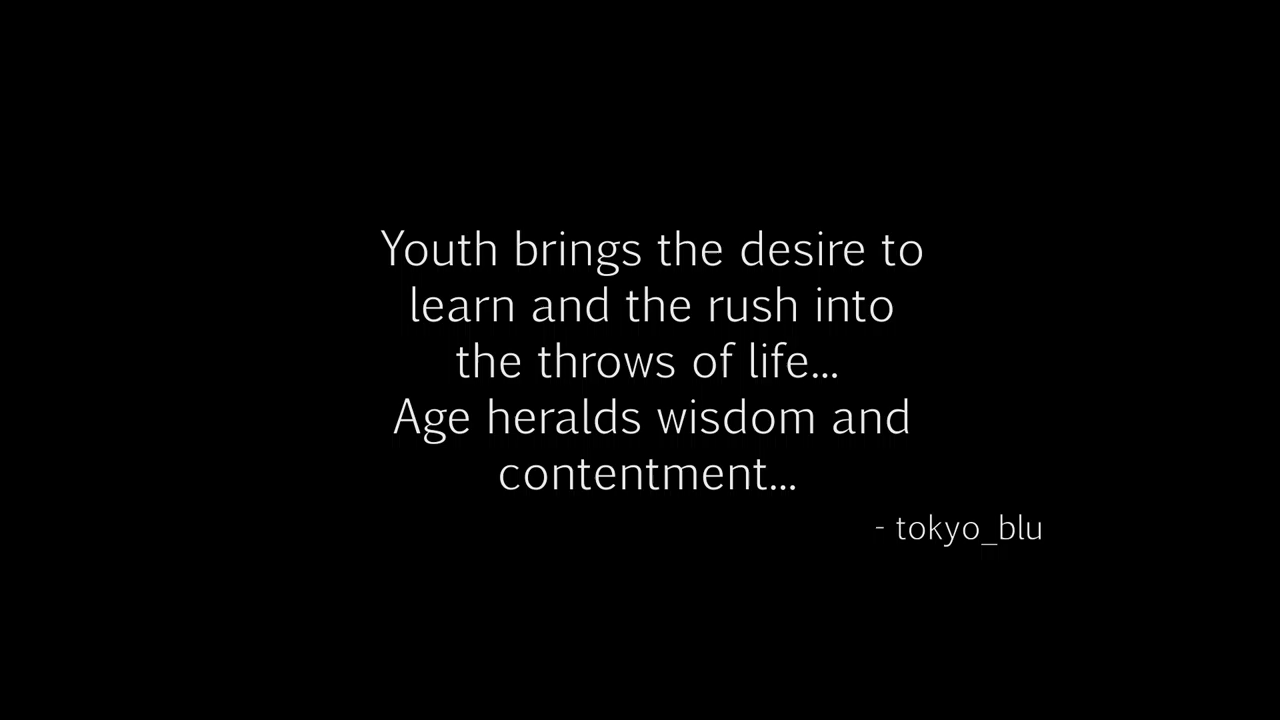 Youth brings the desire to
learn and the rush into
the throws of life...
Age heralds wisdom and
contentment...
- tokyo_blu